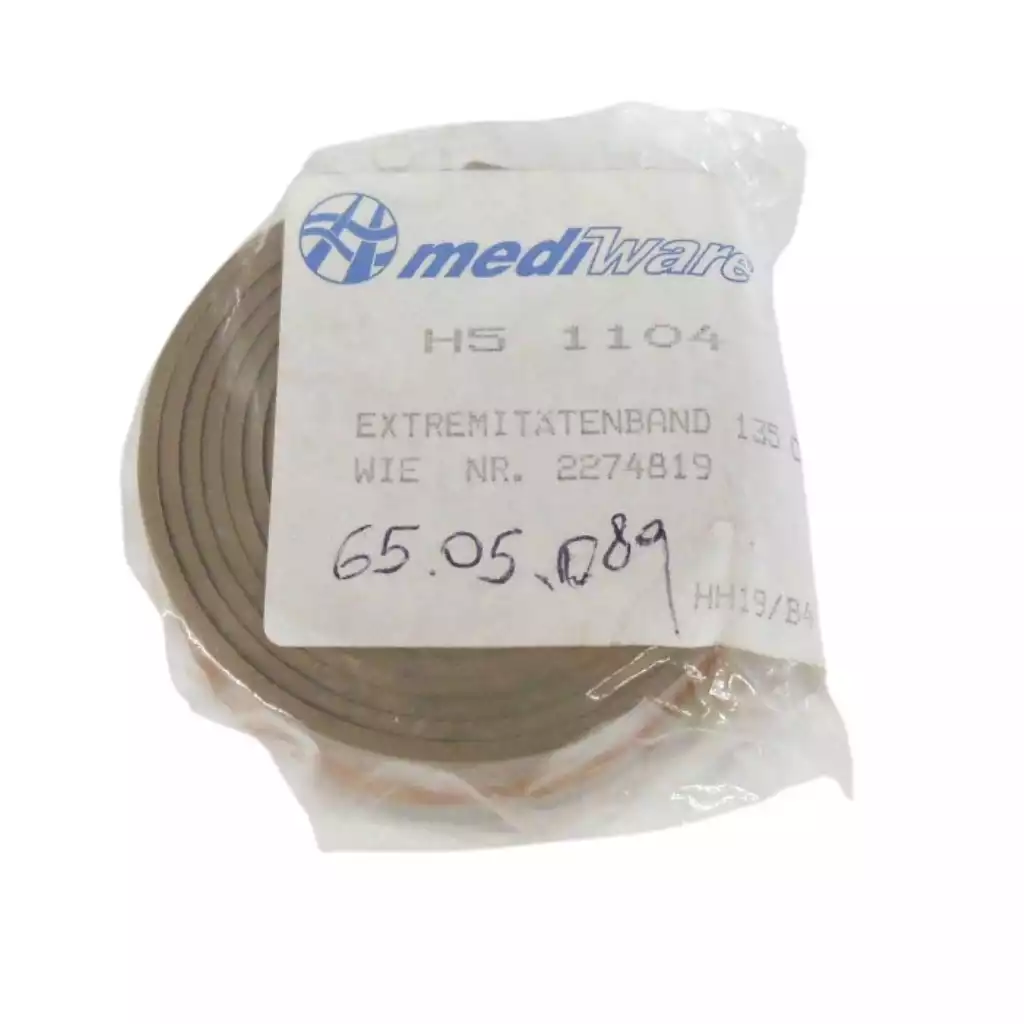 mediware
H5 1104
EXTREMITÄTENBAND 135
WIE NR. 2274819
65.05.089
HH19/B4